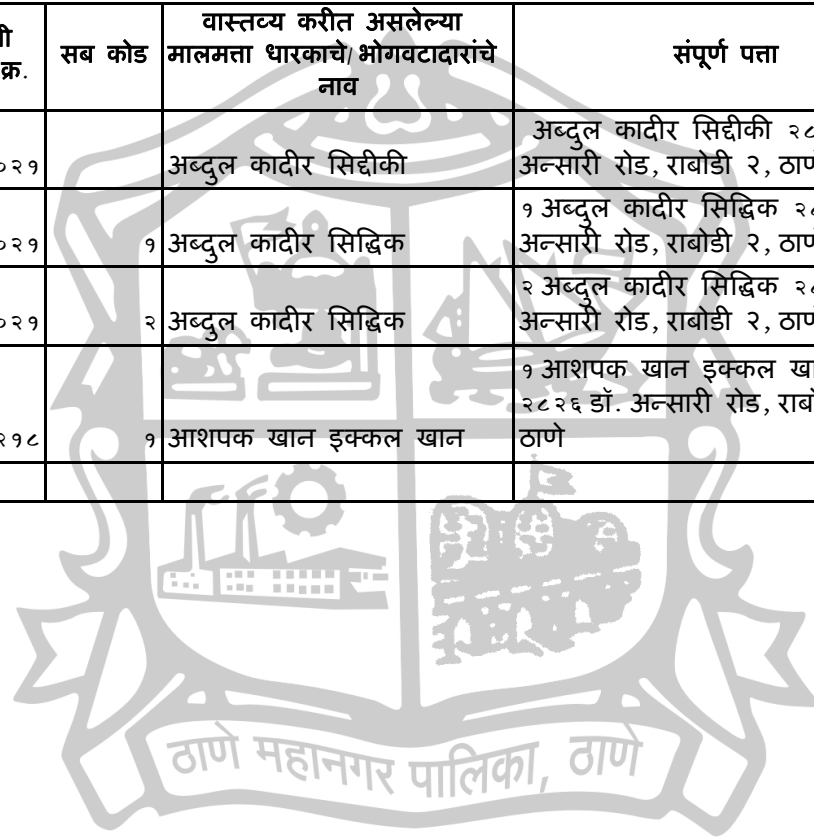 क्र.
सब कोड
वास्तव्य करीत असलेल्या
मालमत्ता धारकाचे/भोगवटादारांचे
नाव
संपूर्ण पत्ता
अब्दुल कादीर सिद्दीकी
अब्दुल कादीर सिद्दीकी
अन्सारी रोड, राबोडी २,
१ अब्दुल कादीर सिद्धिक
१ अब्दुल कादीर सिद्धिक
अन्सारी रोड, राबोडी २,
२ अब्दुल कादीर सिद्धिक
२ अब्दुल कादीर सिद्धिक
अन्सारी रोड, राबोडी २,
१ आशपक खान इक्कल खान
१ आशपक खान इक्कल
२८२६ डॉ. अन्सारी रोड,
ठाणे
ठाणे महानगर पालिका, ठाणे